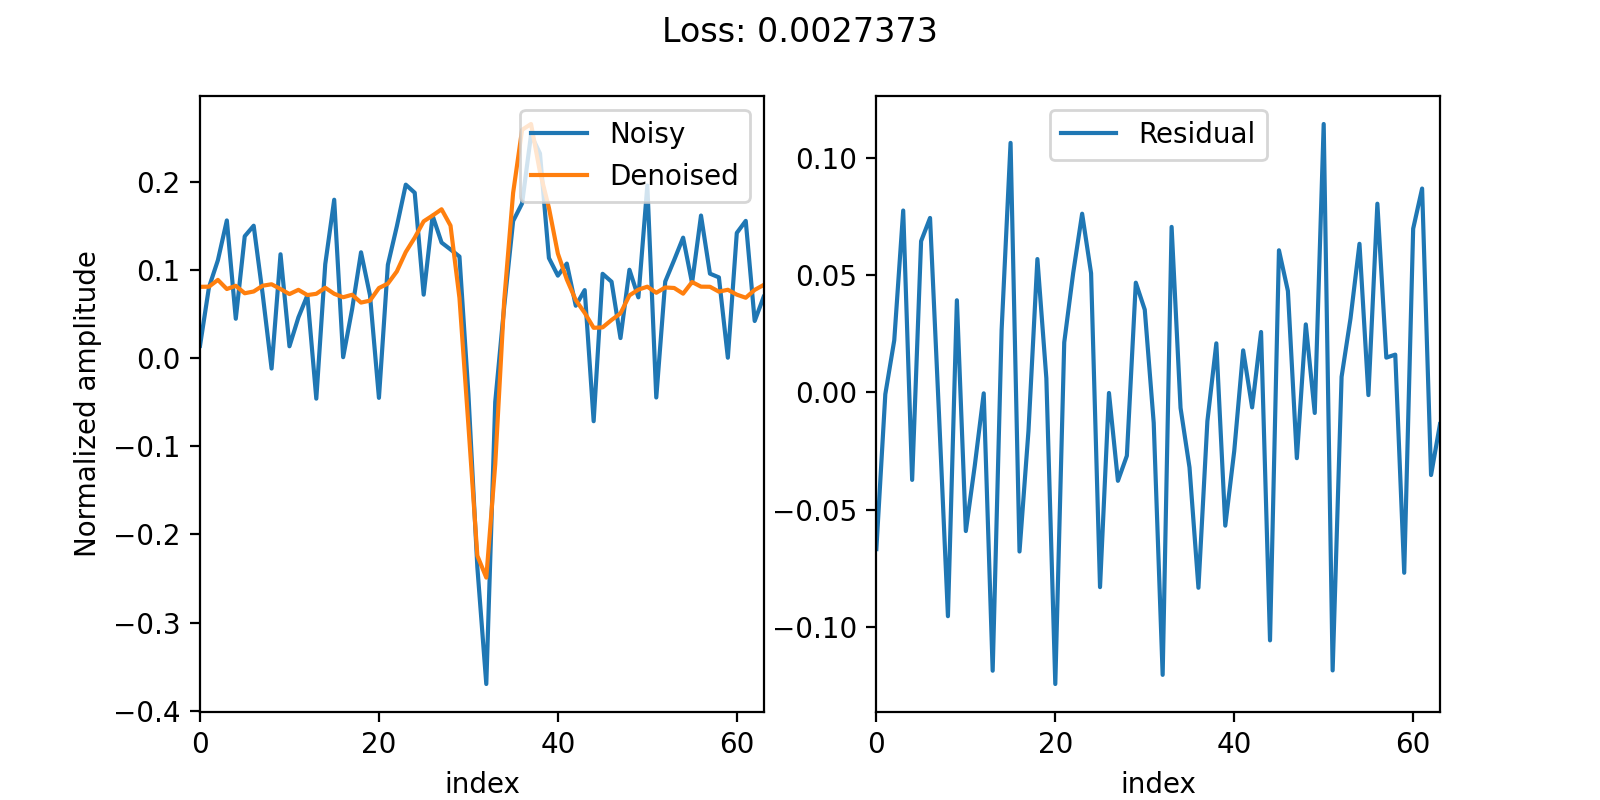 Loss: 0.0027373
Normalized amplitude
0.2
0.1
0.0
−0.1
−0.2
−0.3
−0.4
0
20
40
60
index
Noisy
Denoised
0.10
0.05
0.00
−0.05
−0.10
0
20
40
60
index
Residual